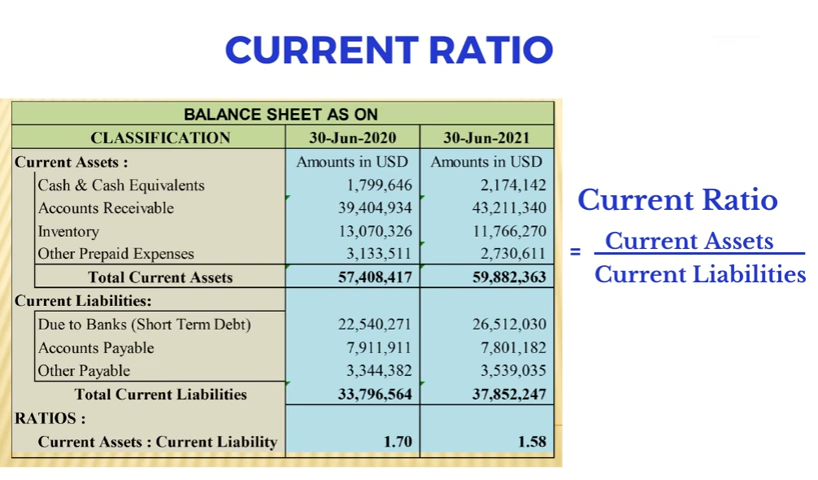 CURRENT RATIO
BALANCE SHEET AS ON
CLASSIFICATION 30-Jun-2020 30-Jun-2021
Current Assets : Amounts in USD Amounts in USD
Cash & Cash Equivalents 1,799,646 2,174,142
Accounts Receivable 39,404,934 43,211,340
Inventory 13,070,326 11,766,270
Other Prepaid Expenses 3,133,511 2,730,611
Total Current Assets 57,408,417 59,882,363
Current Liabilities:
Due to Banks (Short Term Debt) 22,540,271 26,512,030
Accounts Payable 7,911,911 7,801,182
Other Payable 3,344,382 3,539,035
Total Current Liabilities 33,796,564 37,852,247
RATIOS :
Current Assets : Current Liability 1.70 1.58
Current Ratio
= Current Assets
Current Liabilities